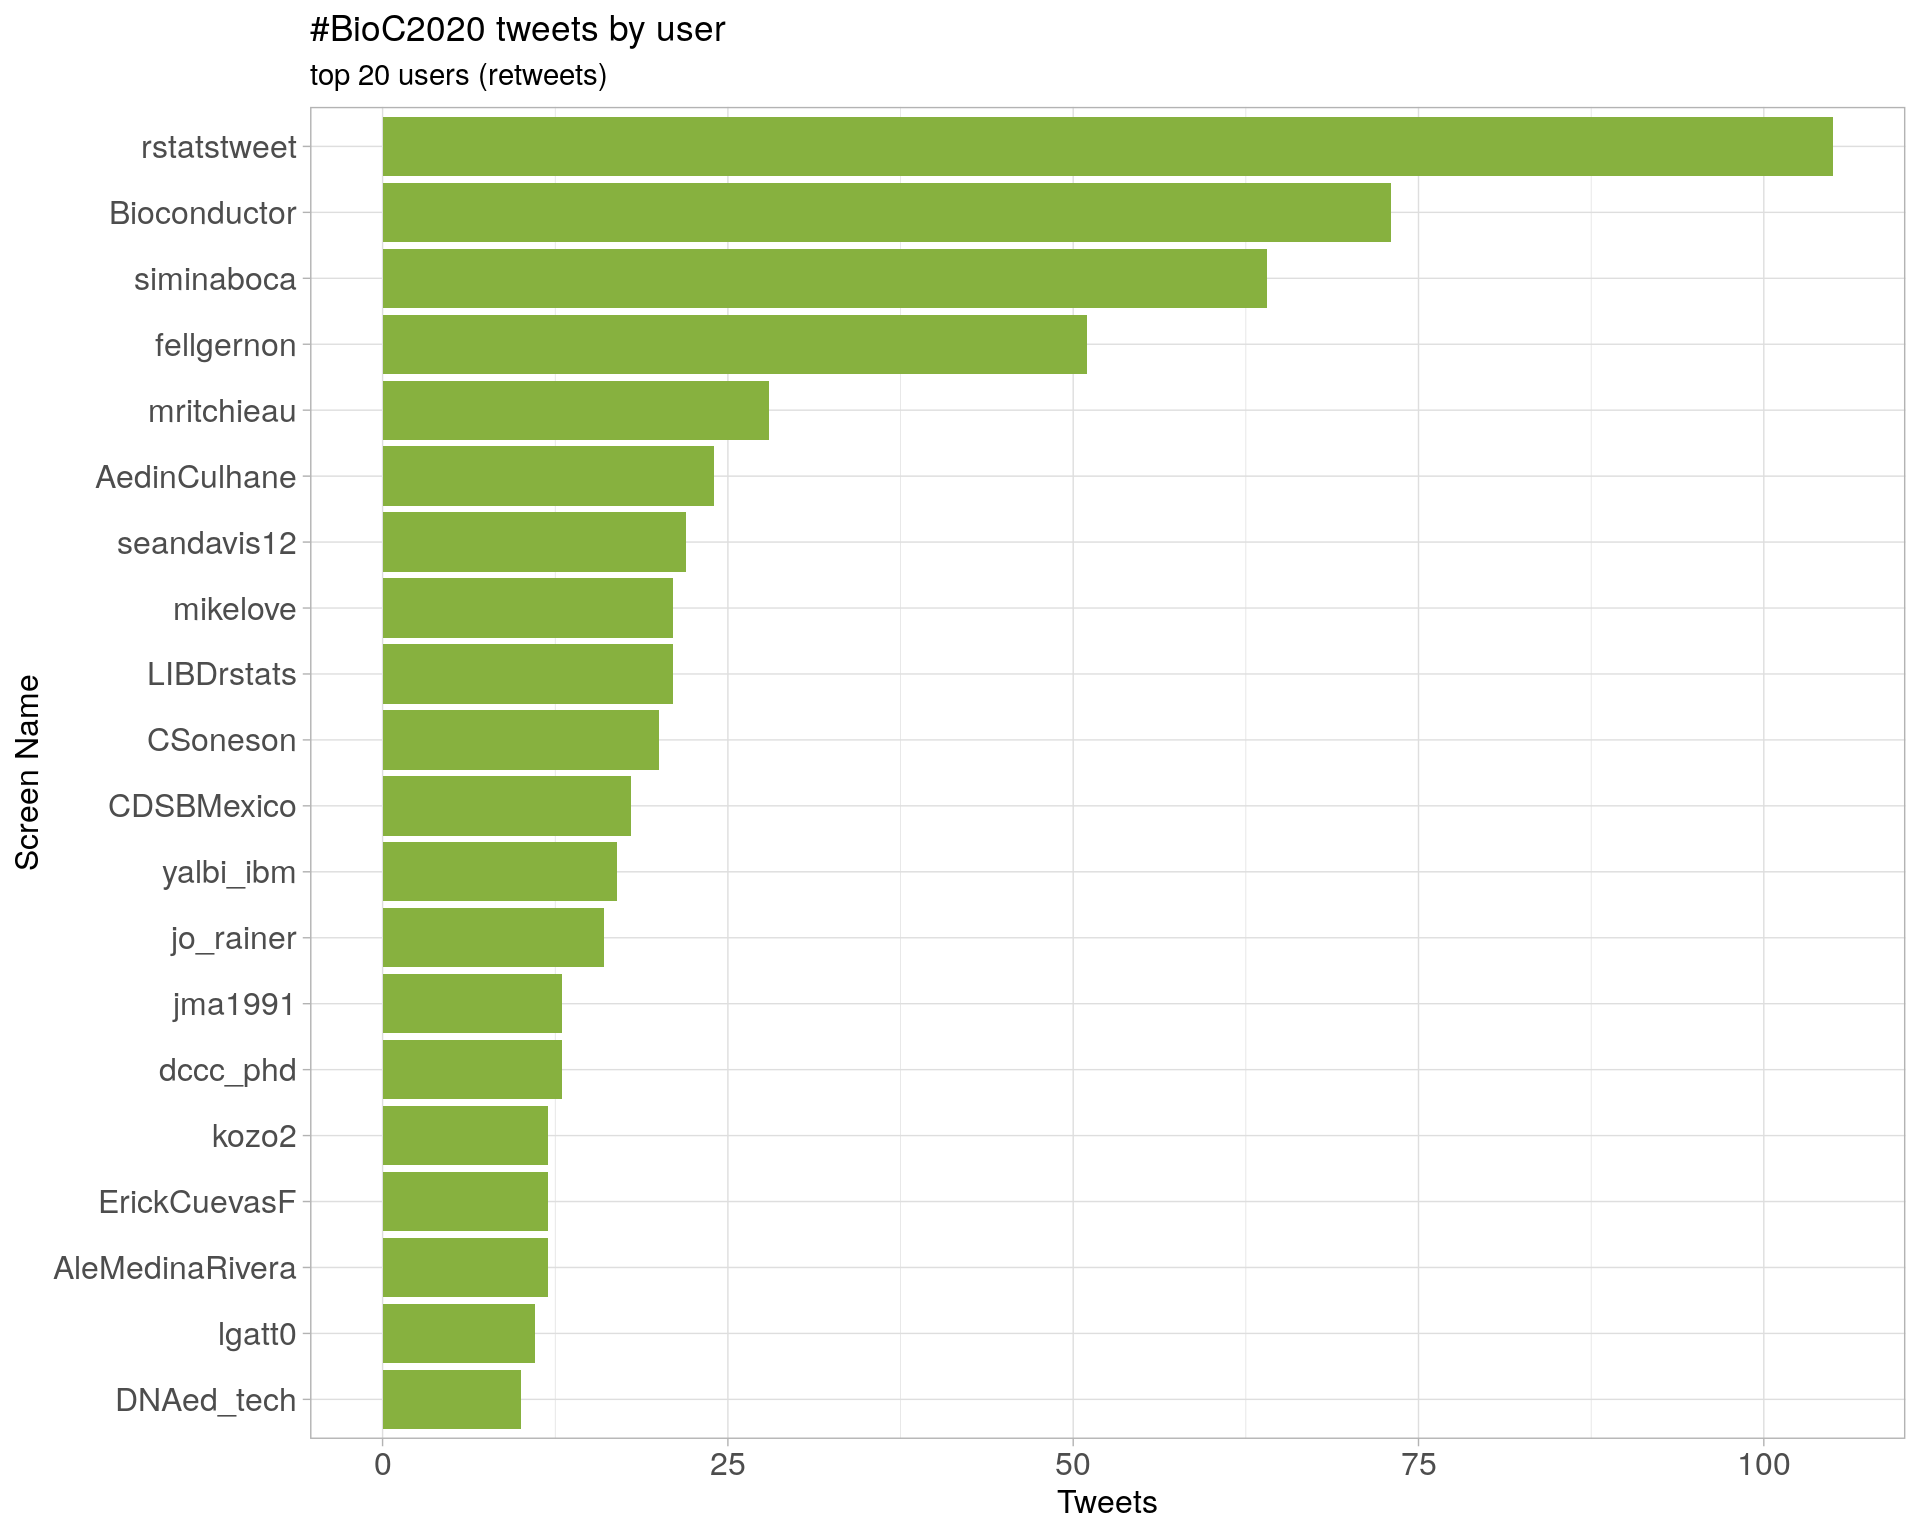 #BioC2020 tweets by user
top 20 users (retweets)
Screen Name
rstatstweet
Bioconductor
siminaboca
fellgernon
mritchieau
AedinCulhane
seandavis12
mikelove
LIBDrstats
CSoneson
CDSBMexico
yalbi_ibm
jo_rainer
jma1991
dccc_phd
kozo2
ErickCuevasF
AleMedinaRivera
lgatt0
DNAed_tech
0 25 50 75 100
Tweets